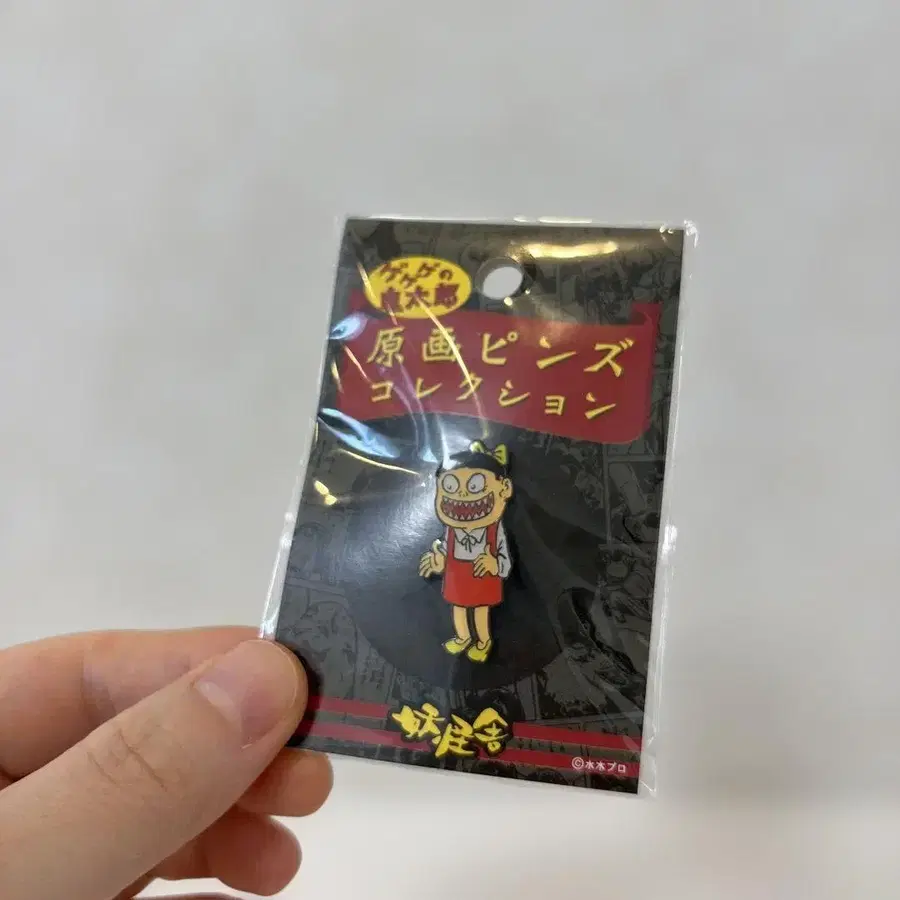 ゲゲゲの
鬼太郎
原画ピンズ
コレクション
妖怪舎
©水木プロ